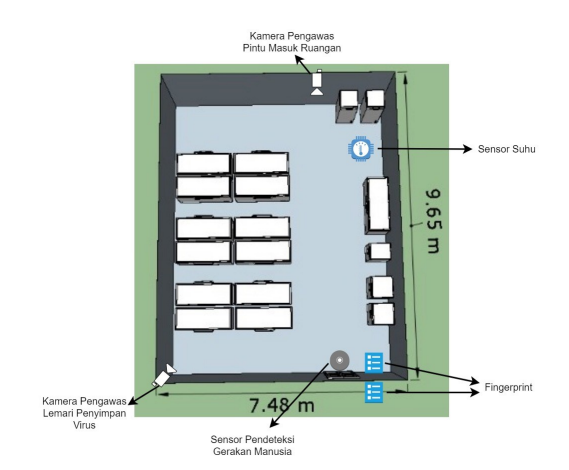 Kamera Pengawas
Pintu Masuk Ruangan
Sensor Suhu
9.65 m
Fingerprint
Kamera Pengawas
Lemari Penyimpan
Virus
7.48 m
Sensor Pendeteksi
Gerakan Manusia